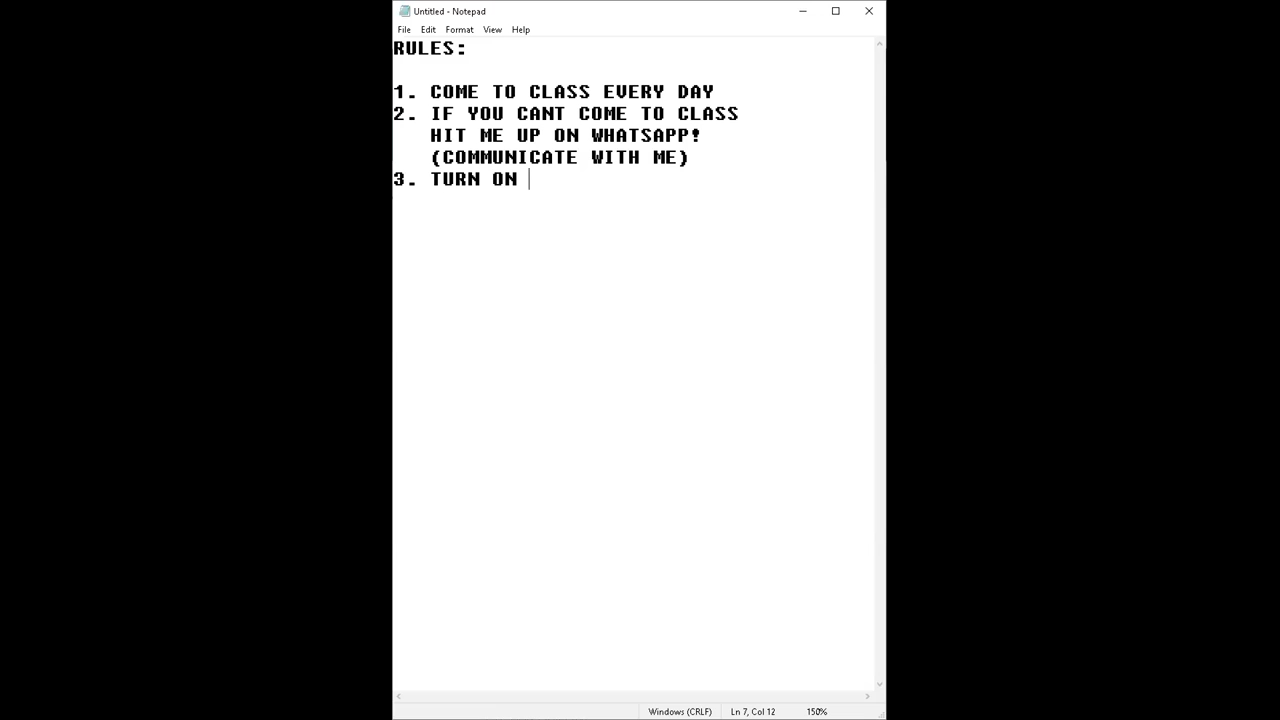 Untitled - Notepad
File Edit Format View Help
RULES:
1. COME TO CLASS EVERY DAY
2. IF YOU CANT COME TO CLASS
HIT ME UP ON WHATSAPP!
(COMMUNICATE WITH ME)
3. TURN ON
Windows (CRLF) Ln 7, Col 12 150%